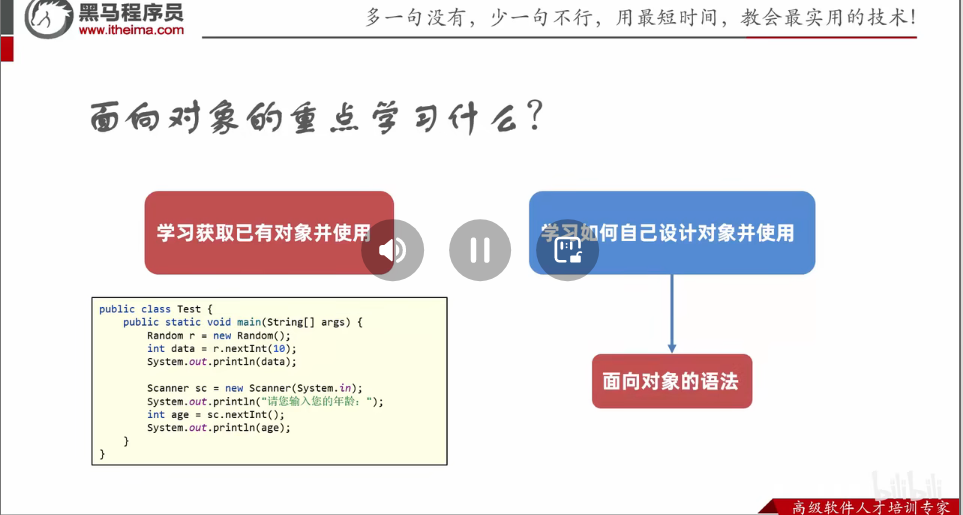 黑马程序员
www.itheima.com
多一句没有，少一句不行，用最短时间，教会最实用的技术！
面向对象的重点学习什么？
学习获取已有对象并使用
学习如何自己设计对象并使用
public class Test {
    public static void main(String[] args) {
        Random r = new Random();
        int data = r.nextInt(10);
        System.out.println(data);

        Scanner sc = new Scanner(System.in);
        System.out.println("请您输入您的年龄：");
        int age = sc.nextInt();
        System.out.println(age);
    }
}
面向对象的语法
bilibili
高级软件人才培训专家